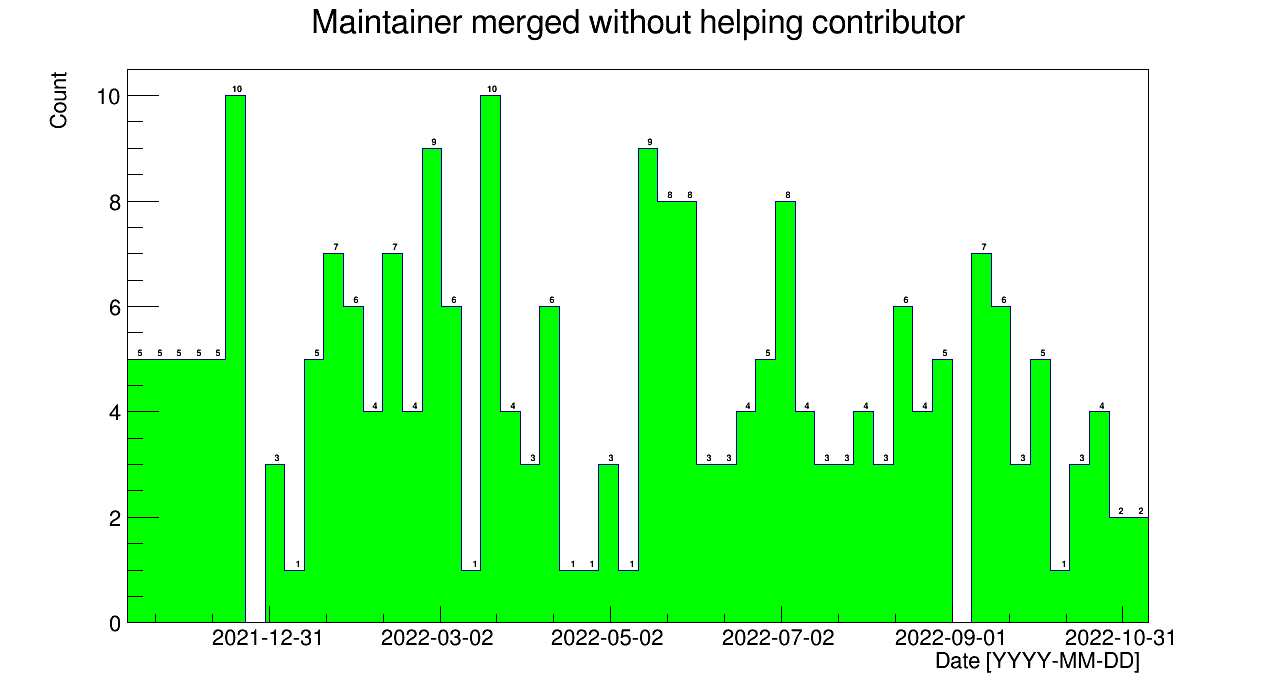 Maintainer merged without helping contributor
Count
10
8
6
4
2
0
5 5 5 5 5 10 3 1 5 7 6 4 7 4 9 6 1 10 4 3 6 1 1 3 1 9 8 8 3 3 4 5 8 4 3 3 4 3 6 4 5 7 6 3 5 1 3 4 2 2
2021-12-31 2022-03-02 2022-05-02 2022-07-02 2022-09-01 2022-10-31
Date [YYYY-MM-DD]